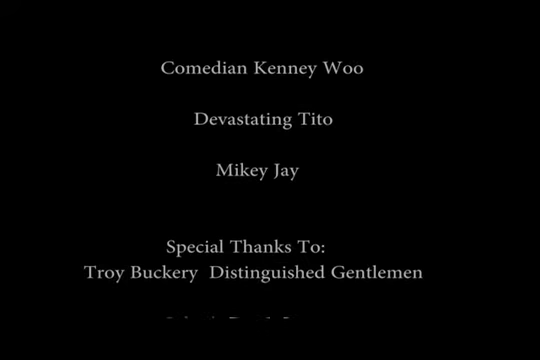 Comedian Kenney Woo
Devastating Tito
Mikey Jay
Special Thanks To:
Troy Buckery Distinguished Gentlemen